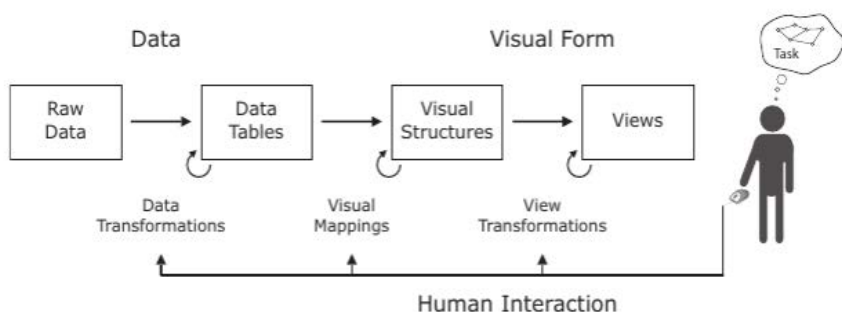 Data
Visual Form
Task
Raw
Data
Data
Tables
Visual
Structures
Views
Data
Transformations
Visual
Mappings
View
Transformations
Human Interaction